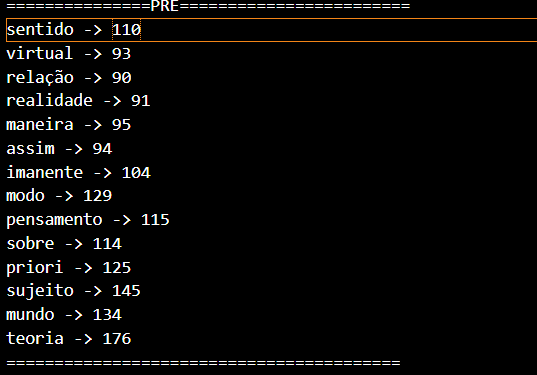 ===============PRE========================
sentido -> 110
virtual -> 93
relação -> 90
realidade -> 91
maneira -> 95
assim -> 94
imanente -> 104
modo -> 129
pensamento -> 115
sobre -> 114
priori -> 125
sujeito -> 145
mundo -> 134
teoria -> 176
=========================================